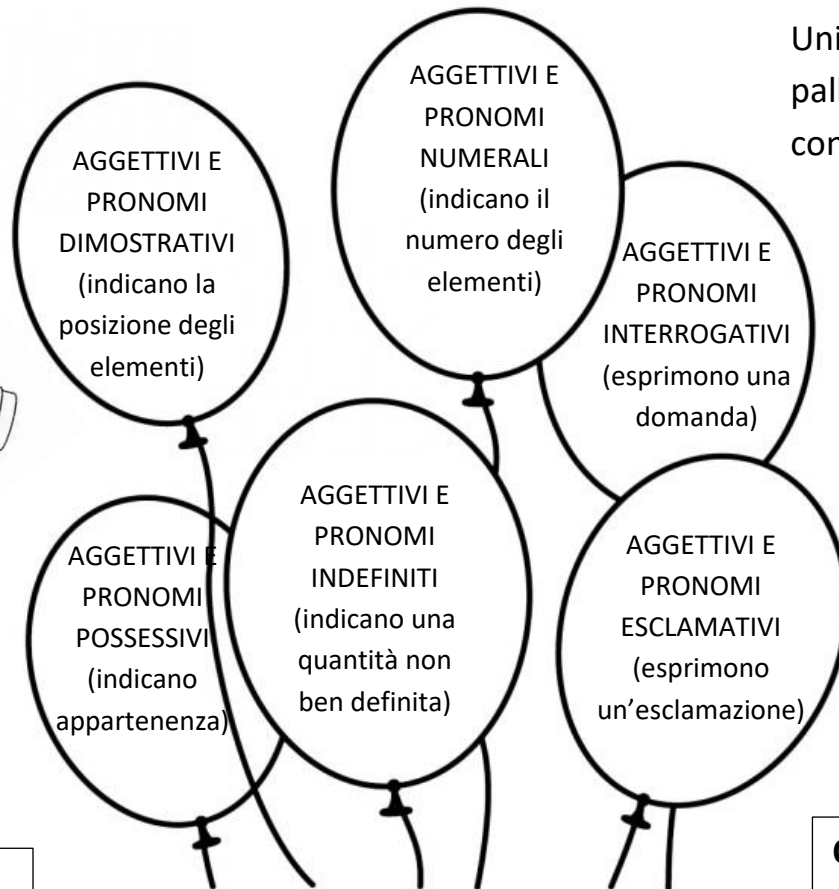 AGGETTIVI E
PRONOMI
DIMOSTRATIVI
(indicano la
posizione degli
elementi)
AGGETTIVI E
PRONOMI
NUMERALI
(indicano il
numero degli
elementi)
AGGETTIVI E
PRONOMI
INTERROGATIVI
(esprimono una
domanda)
AGGETTIVI E
PRONOMI
POSSESSIVI
(indicano
appartenenza)
AGGETTIVI E
PRONOMI
INDEFINITI
(indicano una
quantità non
ben definita)
AGGETTIVI E
PRONOMI
ESCLAMATIVI
(esprimono
un’esclamazione)